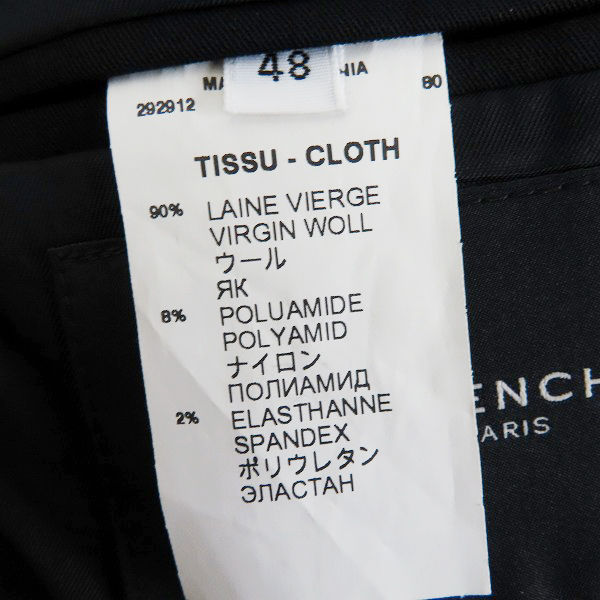 48
292912 80
TISSU - CLOTH
90% LAINE VIERGE
VIRGIN WOLL
ウール
ЯК
8% POLUAMIDE
POLYAMID
ナイロン
ПОЛИАМИД
2% ELASTHANNE
SPANDEX
ポリウレタン
ЭЛАСТАН
ENCH
ARIS